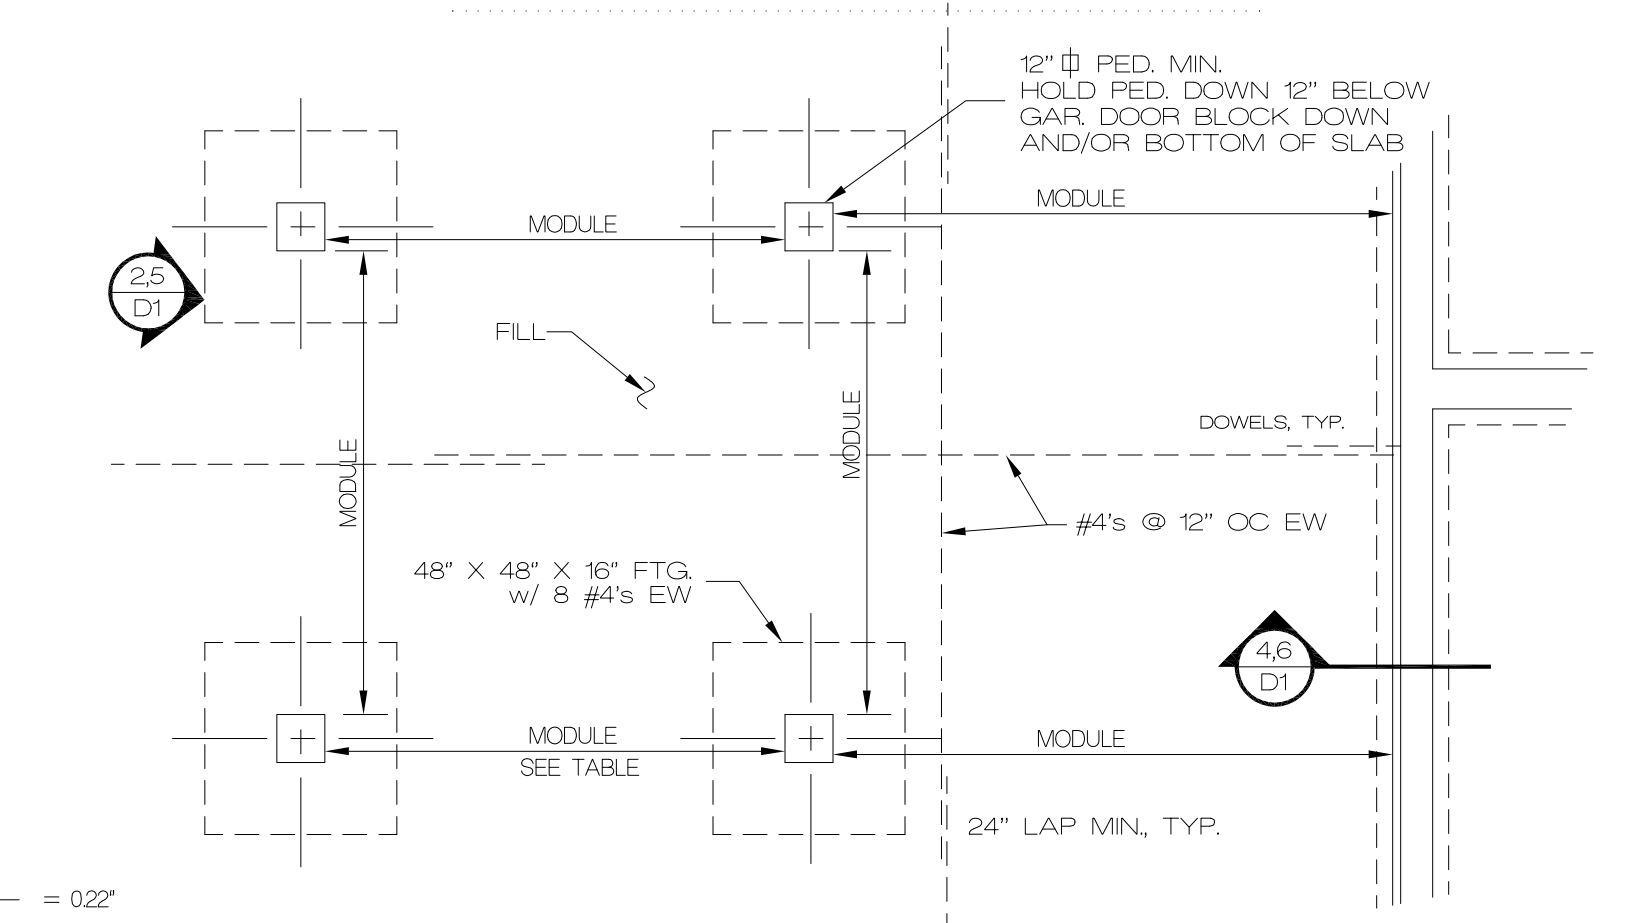 12" PED. MIN.
HOLD PED. DOWN 12" BELOW
GAR. DOOR BLOCK DOWN
AND/OR BOTTOM OF SLAB
MODULE
MODULE
2,5
D1
FILL
MODULE
MODULE
DOWELS, TYP.
#4's @ 12" OC EW
48" X 48" X 16" FTG.
w/ 8 #4's EW
4,6
D1
MODULE
SEE TABLE
MODULE
24" LAP MIN., TYP.
= 0.22"